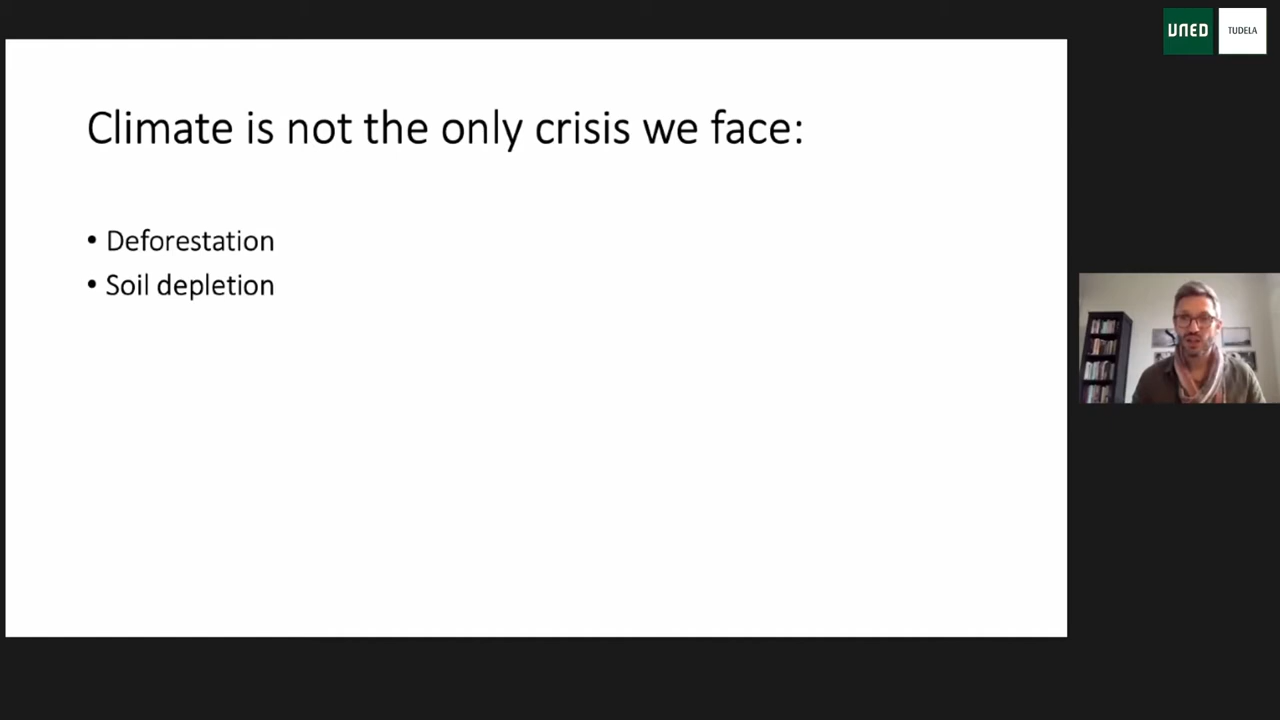 UNED
TUDELA
Climate is not the only crisis we face:
• Deforestation
• Soil depletion